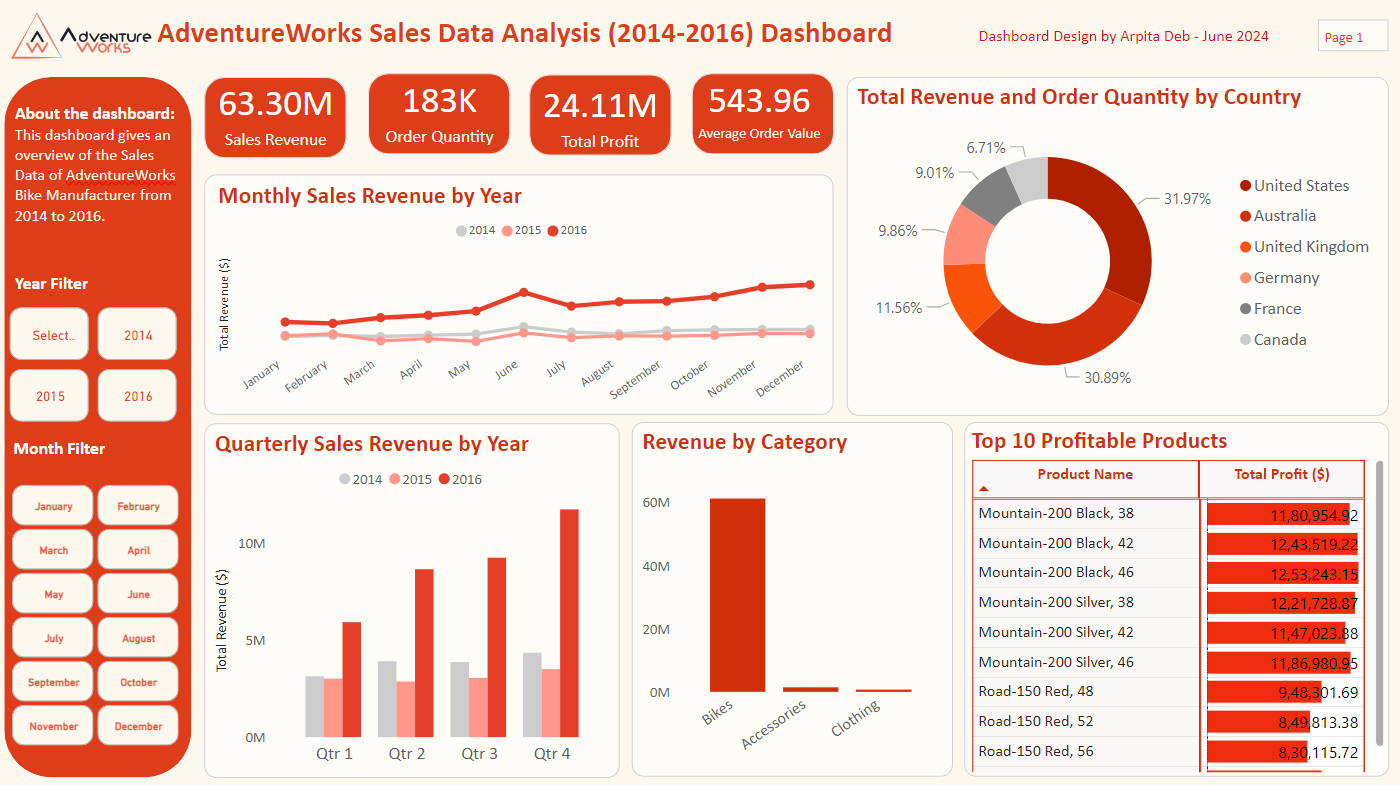 Adventure
Works
AdventureWorks Sales Data Analysis (2014-2016) Dashboard
Dashboard Design by Arpita Deb - June 2024
Page 1
About the dashboard:
This dashboard gives an
overview of the Sales
Data of AdventureWorks
Bike Manufacturer from
2014 to 2016.
Year Filter
Select...
2014
2015
2016
Month Filter
January
February
March
April
May
June
July
August
September
October
November
December
63.30M
Sales Revenue
183K
Order Quantity
24.11M
Total Profit
543.96
Average Order Value
Monthly Sales Revenue by Year
2014 2015 2016
Total Revenue ($)
January
February
March
April
May
June
July
August
September
October
November
December
Total Revenue and Order Quantity by Country
6.71%
9.01%
9.86%
11.56%
31.97%
30.89%
United States
Australia
United Kingdom
Germany
France
Canada
Quarterly Sales Revenue by Year
2014 2015 2016
Total Revenue ($)
10M
5M
0M
Qtr 1
Qtr 2
Qtr 3
Qtr 4
Revenue by Category
60M
40M
20M
0M
Bikes
Accessories
Clothing
Top 10 Profitable Products
Product Name Total Profit ($)
Mountain-200 Black, 38 11,80,954.92
Mountain-200 Black, 42 12,43,519.22
Mountain-200 Black, 46 12,53,243.15
Mountain-200 Silver, 38 12,21,728.87
Mountain-200 Silver, 42 11,47,023.88
Mountain-200 Silver, 46 11,86,980.95
Road-150 Red, 48 9,48,301.69
Road-150 Red, 52 8,49,813.38
Road-150 Red, 56 8,30,115.72